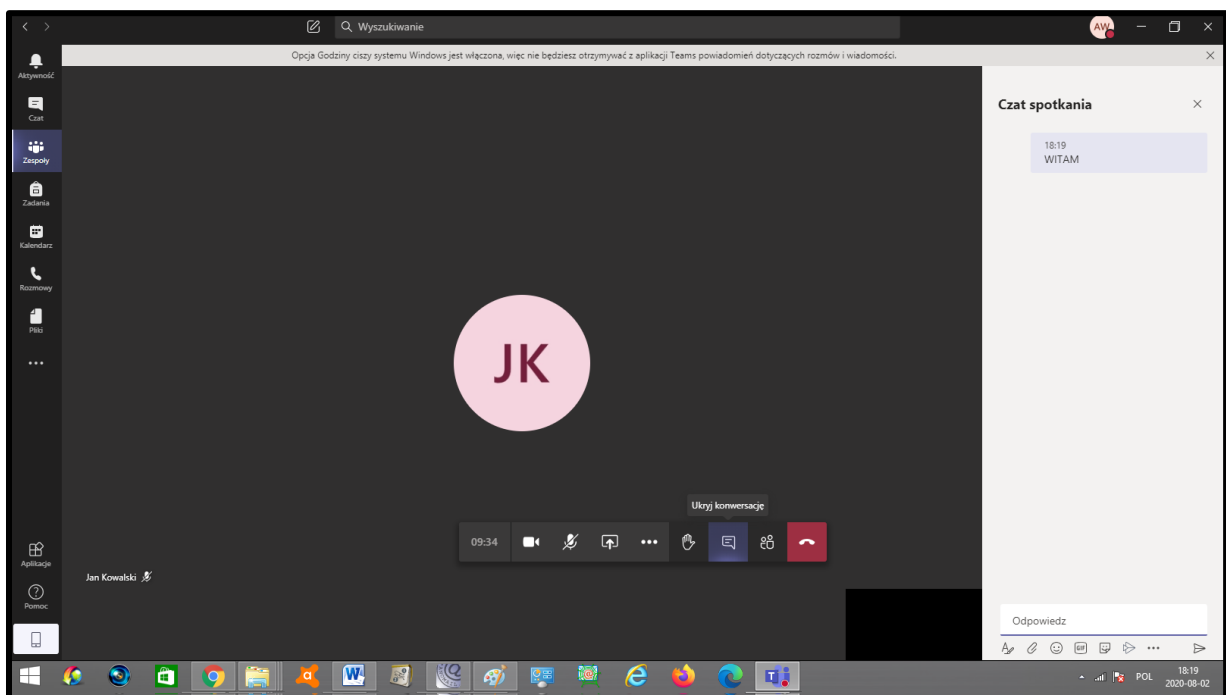 Wyszukiwanie
AW
Opcja Godziny ciszy systemu Windows jest włączona, więc nie będziesz otrzymywać z aplikacji Teams powiadomień dotyczących rozmów i wiadomości.
Aktywność
Czat
Zespoły
Zadania
Kalendarz
Rozmowy
Pliki
Aplikacje
Pomoc
JK
Ukryj konwersację
09:34
Jan Kowalski
Czat spotkania
18:19
WITAM
Odpowiedz
GIF
POL
18:19
2020-08-02